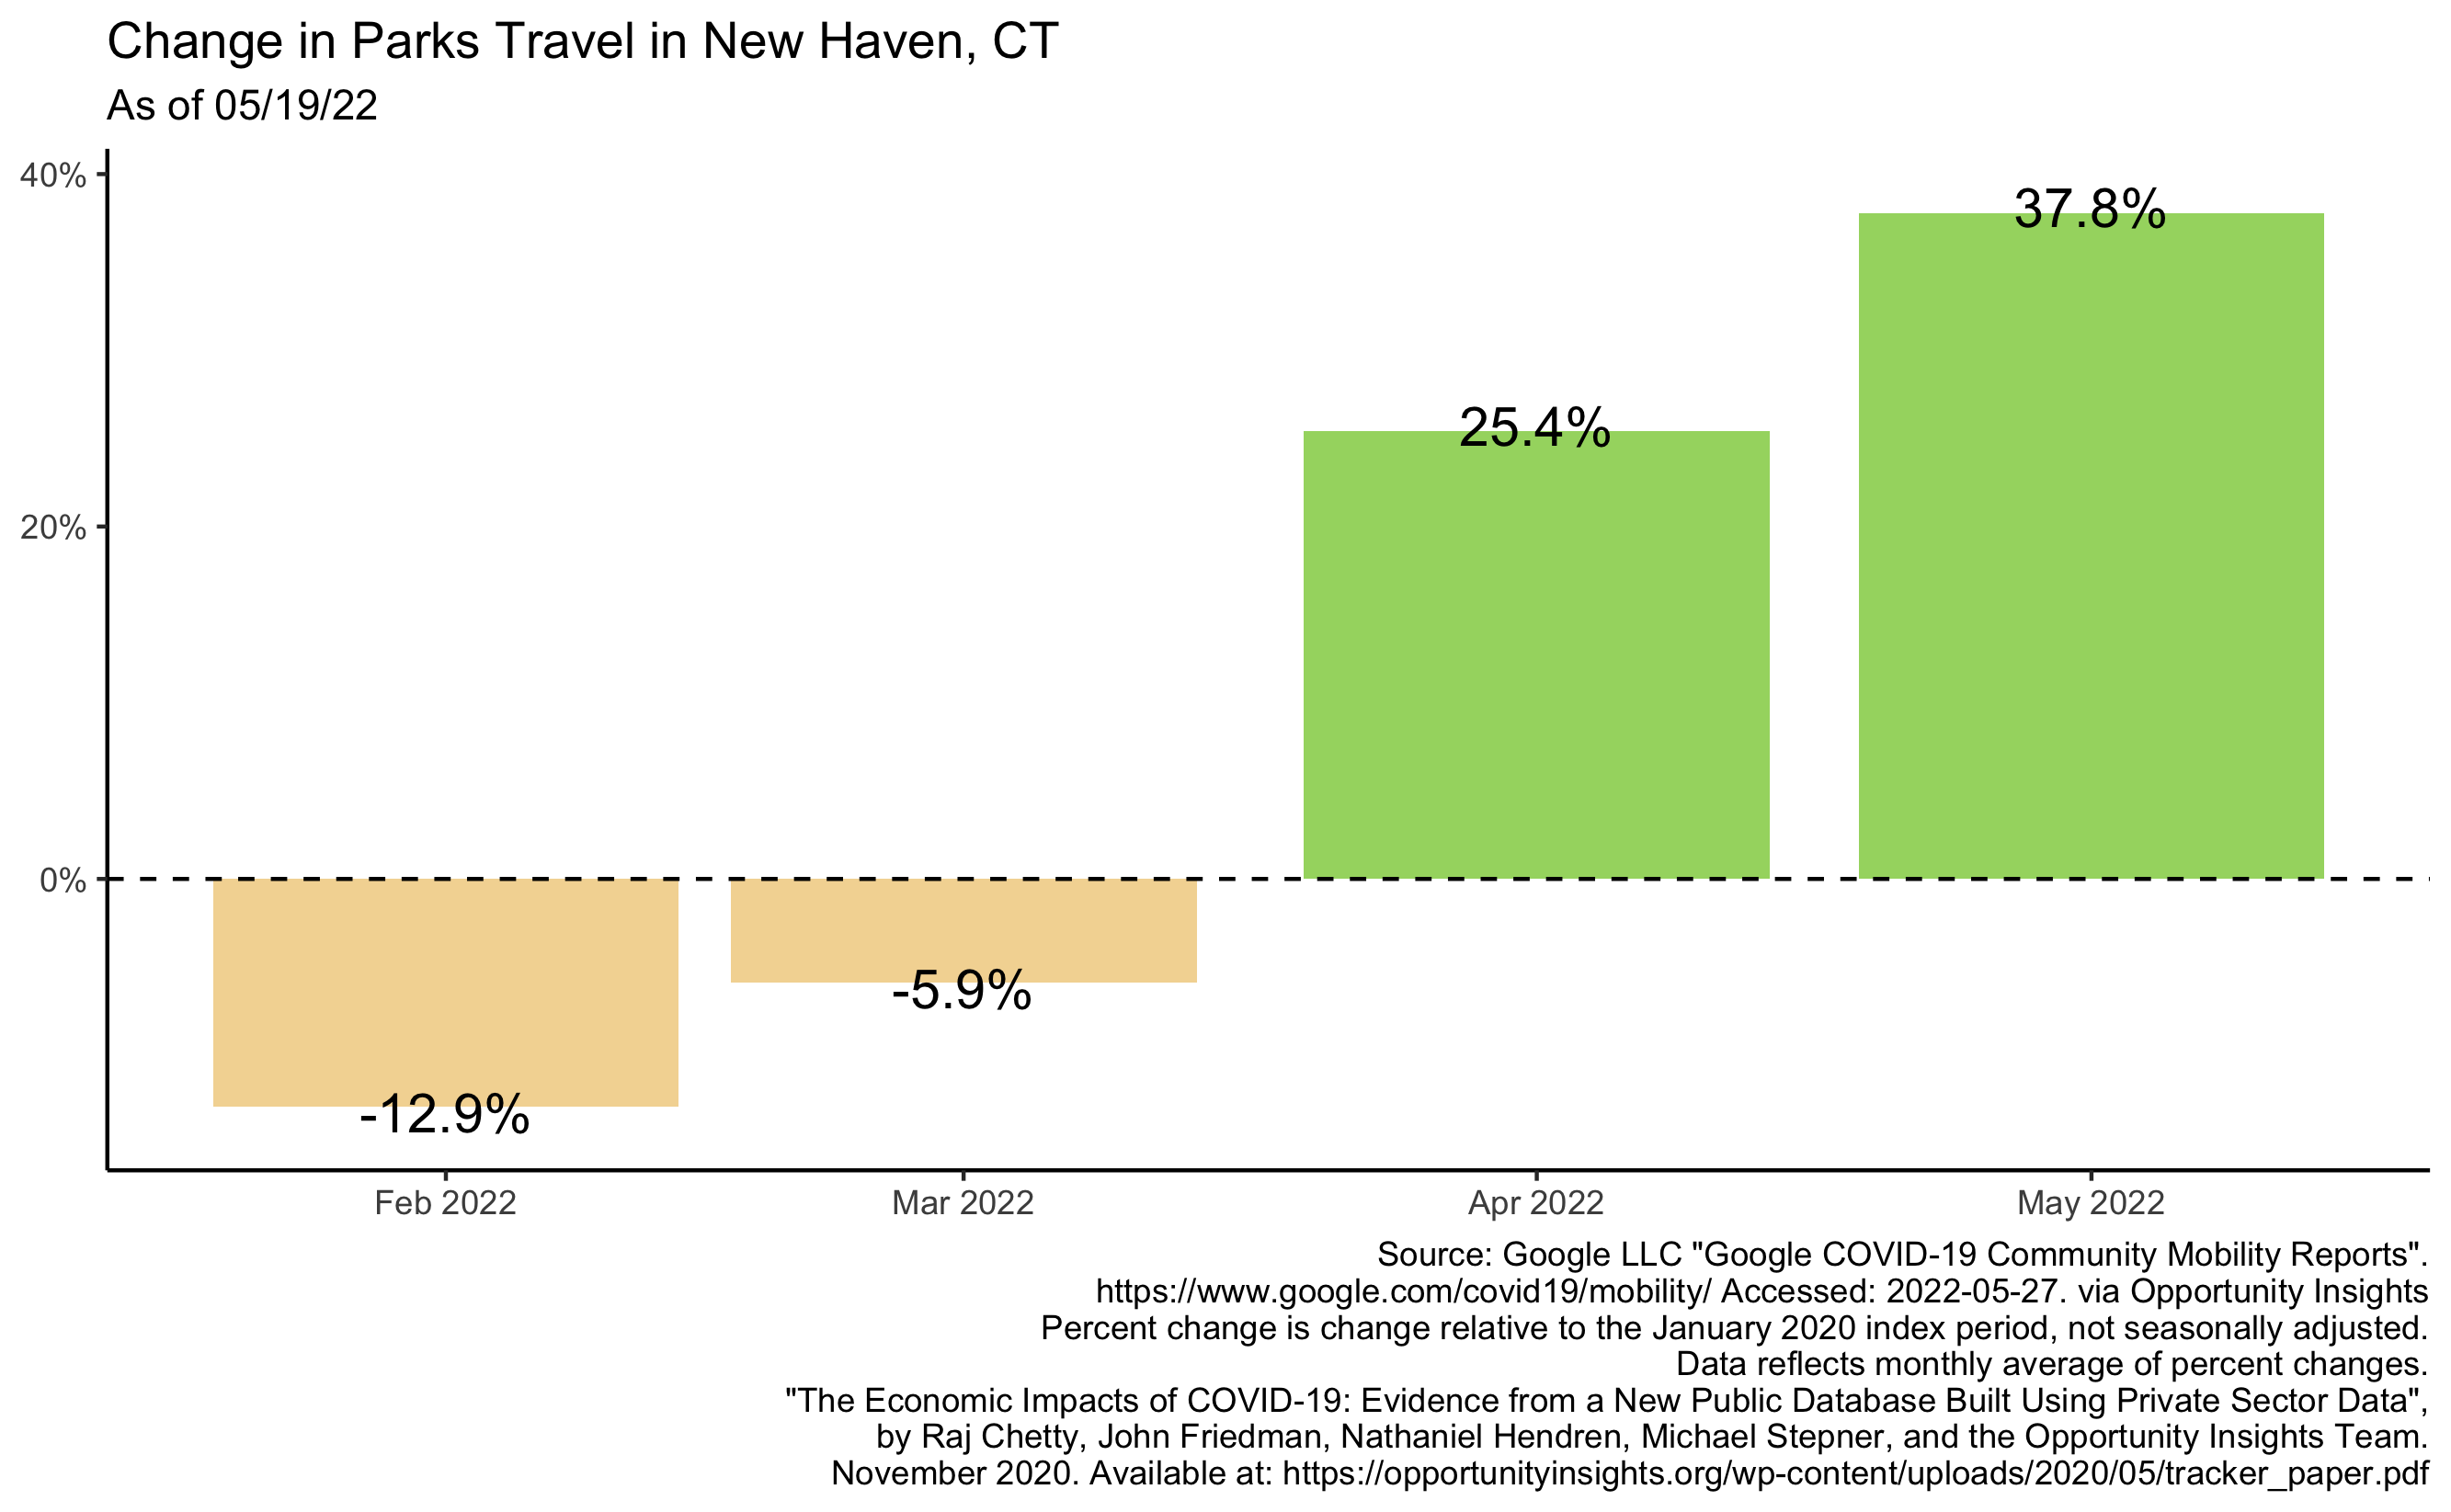 Change in Parks Travel in New Haven, CT
As of 05/19/22
40%
37.8%
25.4%
20%
0%
-5.9%
-12.9%
Feb 2022 Mar 2022 Apr 2022 May 2022
Source: Google LLC "Google COVID-19 Community Mobility Reports".
https://www.google.com/covid19/mobility/ Accessed: 2022-05-27. via Opportunity Insights
Percent change is change relative to the January 2020 index period, not seasonally adjusted.
Data reflects monthly average of percent changes.
"The Economic Impacts of COVID-19: Evidence from a New Public Database Built Using Private Sector Data",
by Raj Chetty, John Friedman, Nathaniel Hendren, Michael Stepner, and the Opportunity Insights Team.
November 2020. Available at: https://opportunityinsights.org/wp-content/uploads/2020/05/tracker_paper.pdf